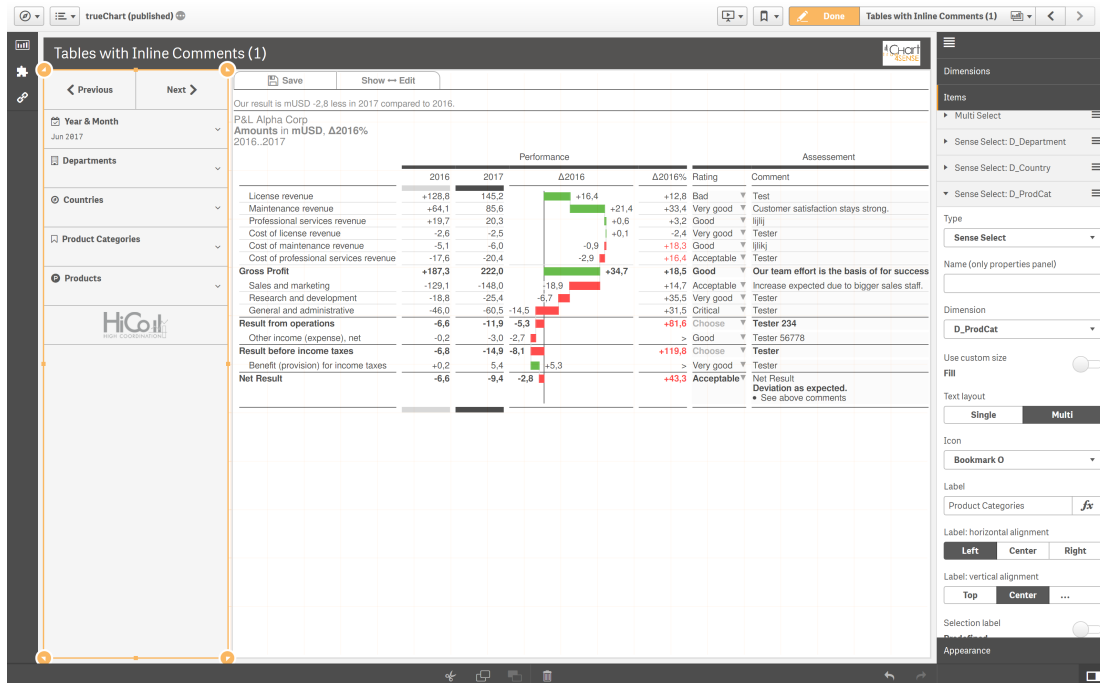 trueChart (published)
Done
Tables with Inline Comments (1)
Tables with Inline Comments (1)
Chart
4SENSE
Previous
Next
Year & Month
Jun 2017
Departments
Countries
Product Categories
Products
HiCo
HIGH COORDINATION
Save
Show ↔ Edit
Our result is mUSD -2,8 less in 2017 compared to 2016.
P&L Alpha Corp
Amounts in mUSD, Δ2016%
2016..2017
Performance Assessement
2016 2017 Δ2016 Δ2016% Rating Comment
License revenue +128,8 145,2 +16,4 +12,8 Bad Test
Maintenance revenue +64,1 85,6 +21,4 +33,4 Very good Customer satisfaction stays strong.
Professional services revenue +19,7 20,3 +0,6 +3,2 Good lijlij
Cost of license revenue -2,6 -2,5 +0,1 -2,4 Very good Tester
Cost of maintenance revenue -5,1 -6,0 -0,9 +18,3 Good ljlikj
Cost of professional services revenue -17,6 -20,4 -2,9 +16,4 Acceptable Tester
Gross Profit +187,3 222,0 +34,7 +18,5 Good Our team effort is the basis of for success
Sales and marketing -129,1 -148,0 -18,9 +14,7 Acceptable Increase expected due to bigger sales staff.
Research and development -18,8 -25,4 -6,7 +35,5 Very good Tester
General and administrative -46,0 -60,5 -14,5 +31,5 Critical Tester
Result from operations -6,6 -11,9 -5,3 +81,6 Choose Tester 234
Other income (expense), net -0,2 -3,0 -2,7 > Good Tester 56778
Result before income taxes -6,8 -14,9 -8,1 +119,8 Choose Tester
Benefit (provision) for income taxes +0,2 5,4 +5,3 > Very good Tester
Net Result -6,6 -9,4 -2,8 +43,3 Acceptable Net Result
Deviation as expected.
• See above comments
Dimensions
Items
Multi Select
Sense Select: D_Department
Sense Select: D_Country
Sense Select: D_ProdCat
Type
Sense Select
Name (only properties panel)
Dimension
D_ProdCat
Use custom size
Fill
Text layout
Single Multi
Icon
Bookmark O
Label
Product Categories fx
Label: horizontal alignment
Left Center Right
Label: vertical alignment
Top Center ...
Selection label
Appearance